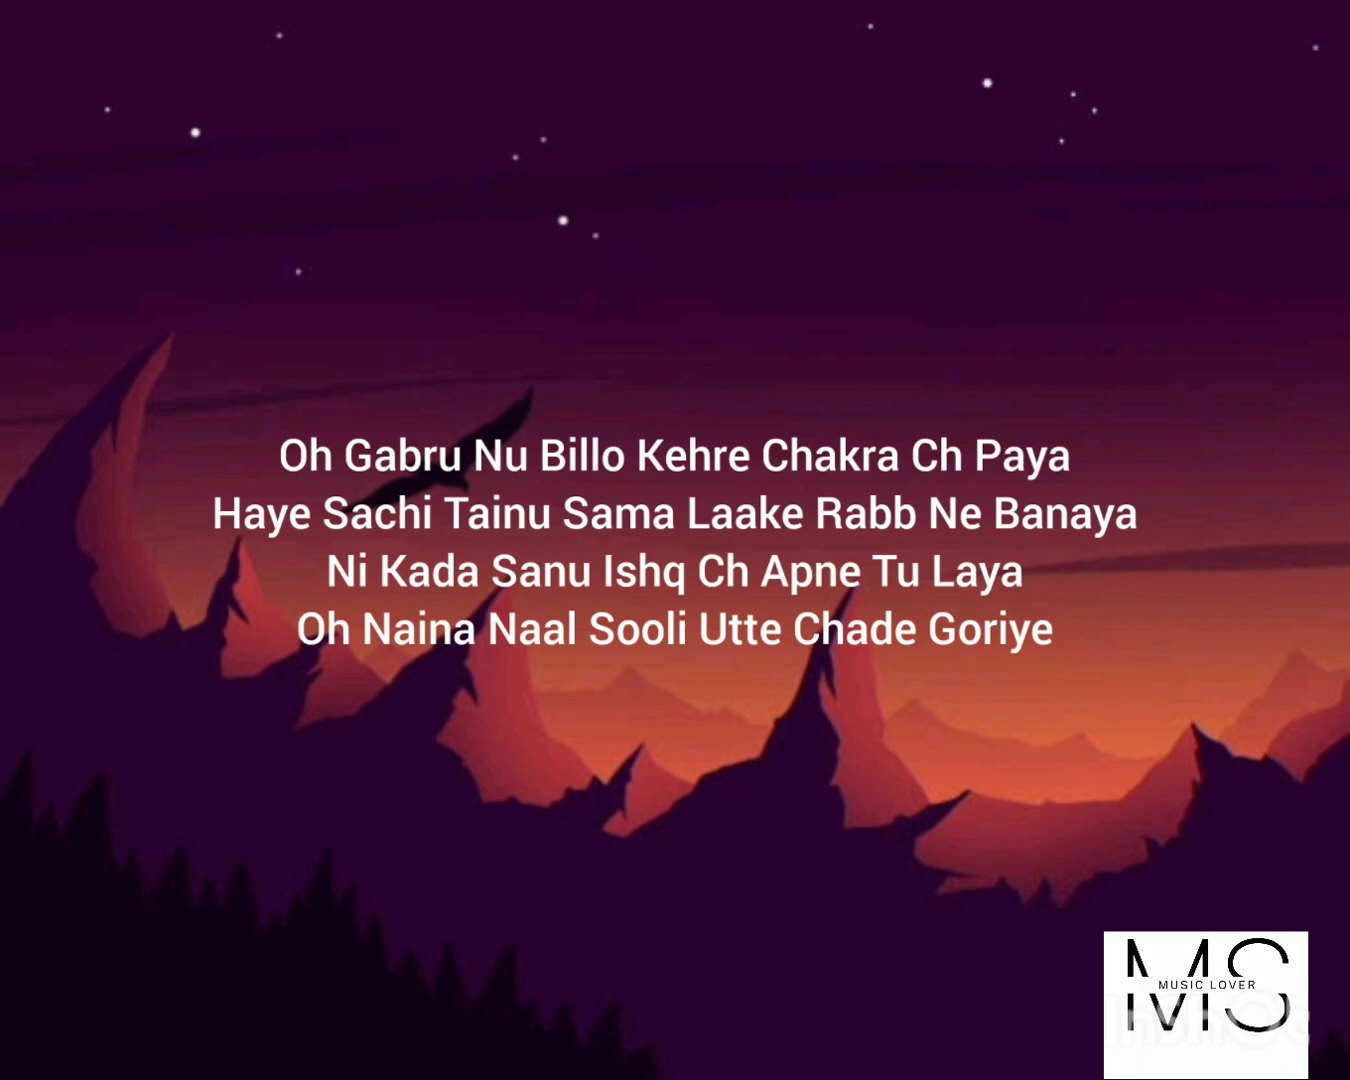 Oh Gabru Nu Billo Kehre Chakra Ch Paya
Haye Sachi Tainu Sama Laake Rabb Ne Banaya
Ni Kada Sanu Ishq Ch Apne Tu Laya
Oh Naina Naal Sooli Utte Chade Goriye
MS
MUSIC LOVER
InShOt